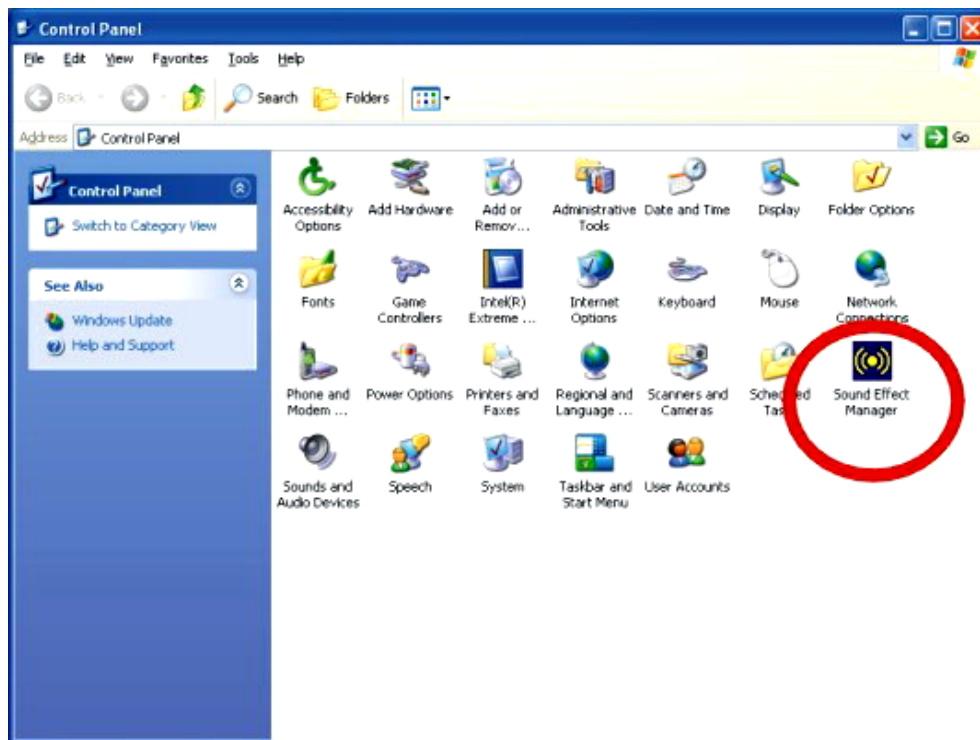 Control Panel
File Edit View Favorites Tools Help
Back Search Folders
Address Control Panel Go
Control Panel
Switch to Category View
See Also
Windows Update
Help and Support
Accessibility Options
Add Hardware
Add or Remov...
Administrative Tools
Date and Time
Display
Folder Options
Fonts
Game Controllers
Intel(R) Extreme ...
Internet Options
Keyboard
Mouse
Network Connections
Phone and Modem ...
Power Options
Printers and Faxes
Regional and Language ...
Scanners and Cameras
Scheduled Tasks
Sound Effect Manager
Sounds and Audio Devices
Speech
System
Taskbar and Start Menu
User Accounts